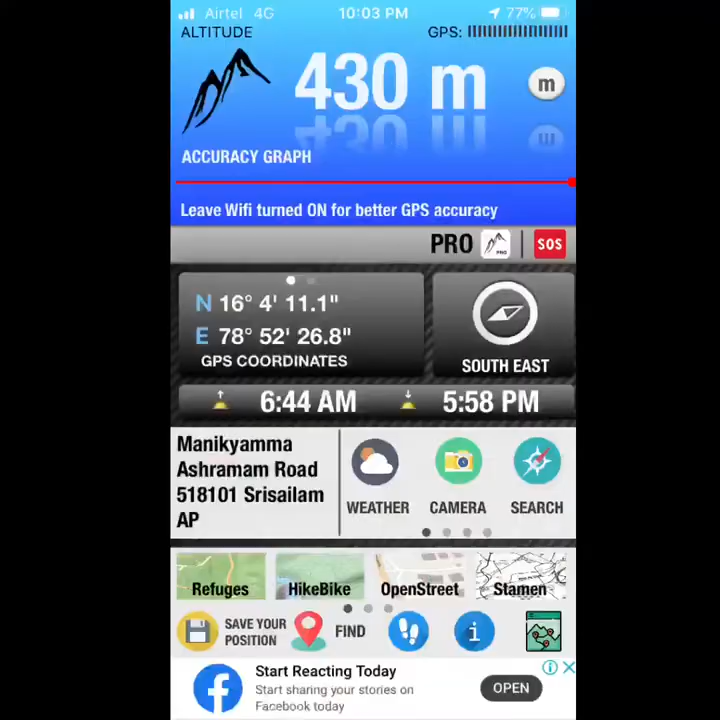 Airtel 4G 10:03 PM 77%
ALTITUDE GPS:
430 m m
ACCURACY GRAPH
Leave Wifi turned ON for better GPS accuracy
PRO PRO SOS
N 16° 4' 11.1"
E 78° 52' 26.8"
GPS COORDINATES
SOUTH EAST
6:44 AM 5:58 PM
Manikyamma
Ashramam Road
518101 Srisailam
AP
WEATHER CAMERA SEARCH
Refuges HikeBike OpenStreet Stamen
SAVE YOUR
POSITION
FIND
i
Start Reacting Today
Start sharing your stories on
Facebook today
OPEN